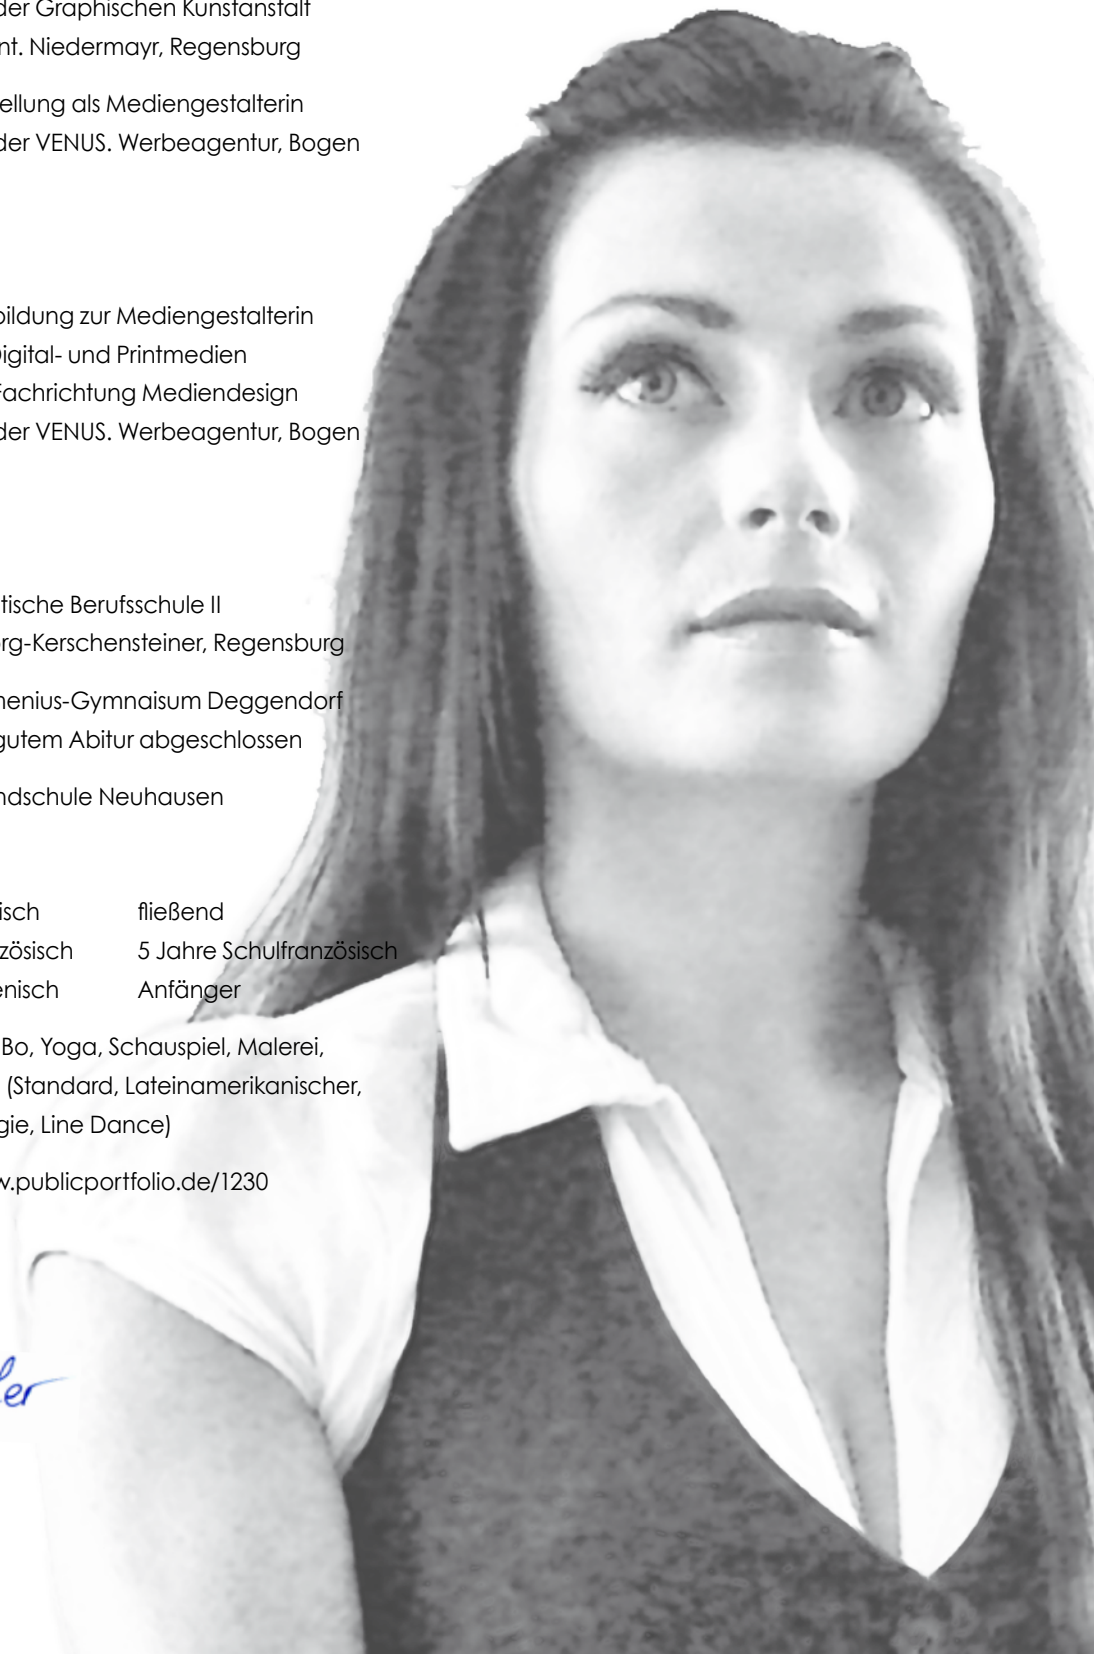 der Graphischen Kunstanstalt
nt. Niedermayr, Regensburg
ellung als Mediengestalterin
der VENUS. Werbeagentur, Bogen
bildung zur Mediengestalterin
Digital- und Printmedien
Fachrichtung Mediendesign
der VENUS. Werbeagentur, Bogen
tische Berufsschule II
rg-Kerschensteiner, Regensburg
nenius-Gymnaisum Deggendorf
gutem Abitur abgeschlossen
ndschule Neuhausen
isch fließend
zösisch 5 Jahre Schulfranzösisch
enisch Anfänger
Bo, Yoga, Schauspiel, Malerei,
(Standard, Lateinamerikanischer,
gie, Line Dance)
w.publicportfolio.de/1230
ler